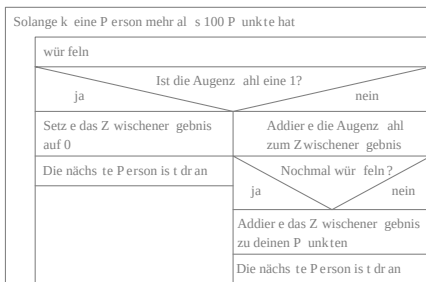 Solange keine Person mehr als 100 Punkte hat
würfeln
Ist die Augenzahl eine 1?
ja
nein
Setze das Zwischenergebnis
auf 0
Die nächste Person ist dran
Addiere die Augenzahl
zum Zwischenergebnis
Nochmal würfeln?
ja
nein
Addiere das Zwischenergebnis
zu deinen Punkten
Die nächste Person ist dran